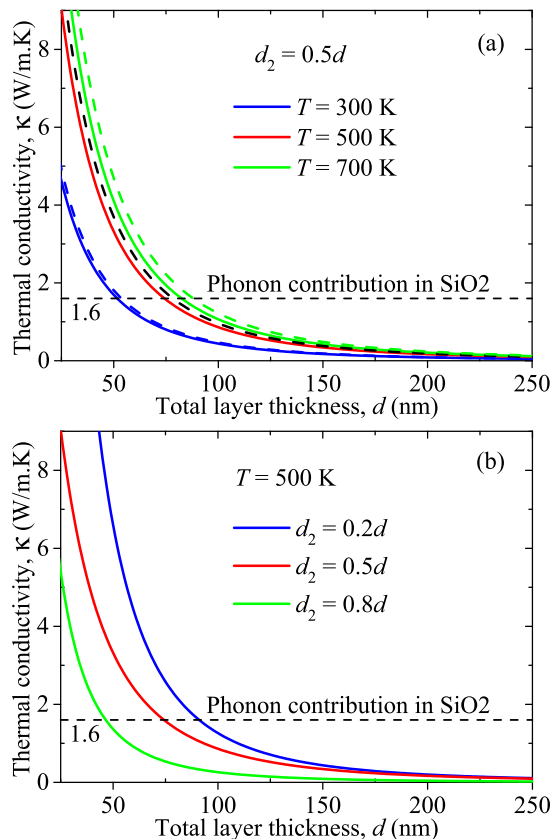 (a)
d₂ = 0.5d
T = 300 K
T = 500 K
T = 700 K
Phonon contribution in SiO2
1.6
8
6
4
2
0
50 100 150 200 250
Thermal conductivity, κ (W/m.K)
Total layer thickness, d (nm)
(b)
T = 500 K
d₂ = 0.2d
d₂ = 0.5d
d₂ = 0.8d
Phonon contribution in SiO2
1.6
8
6
4
2
0
50 100 150 200 250
Thermal conductivity, κ (W/m.K)
Total layer thickness, d (nm)